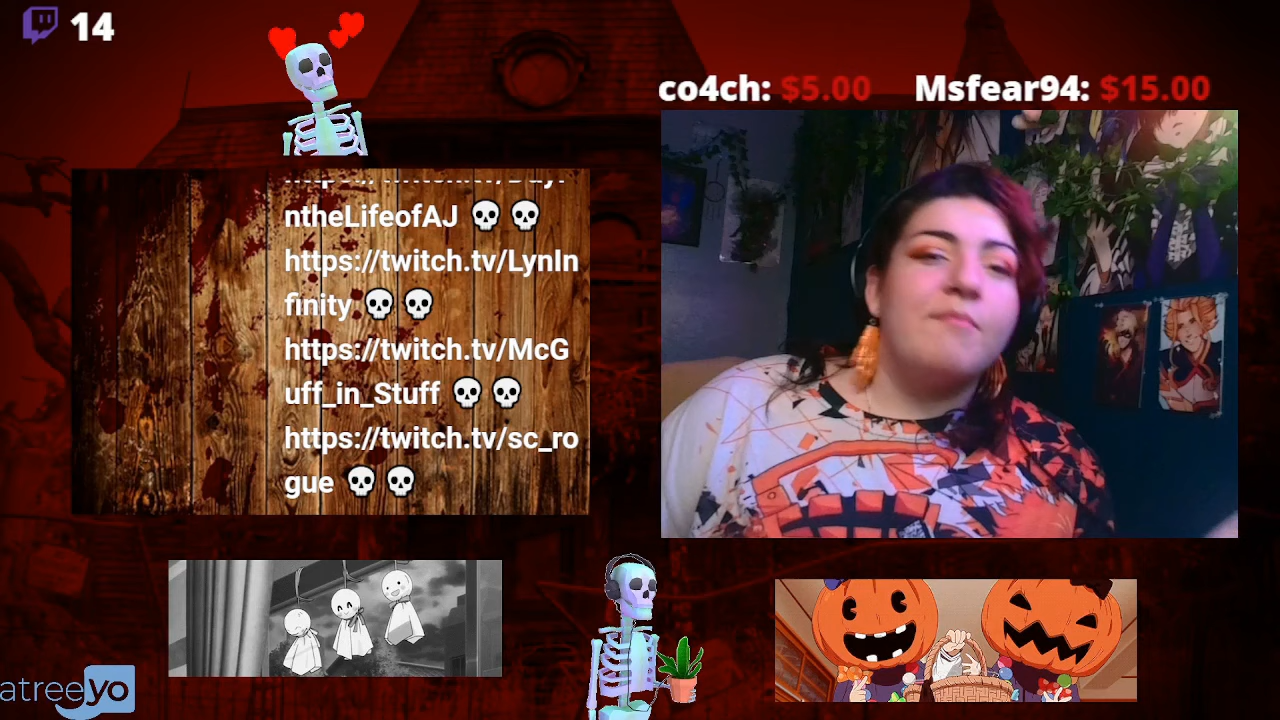 14
co4ch: $5.00 Msfear94: $15.00
ntheLifeofAJ 💀 💀
https://twitch.tv/LynIn
finity 💀 💀
https://twitch.tv/McG
uff_in_Stuff 💀 💀
https://twitch.tv/sc_ro
gue 💀 💀
atreeyo